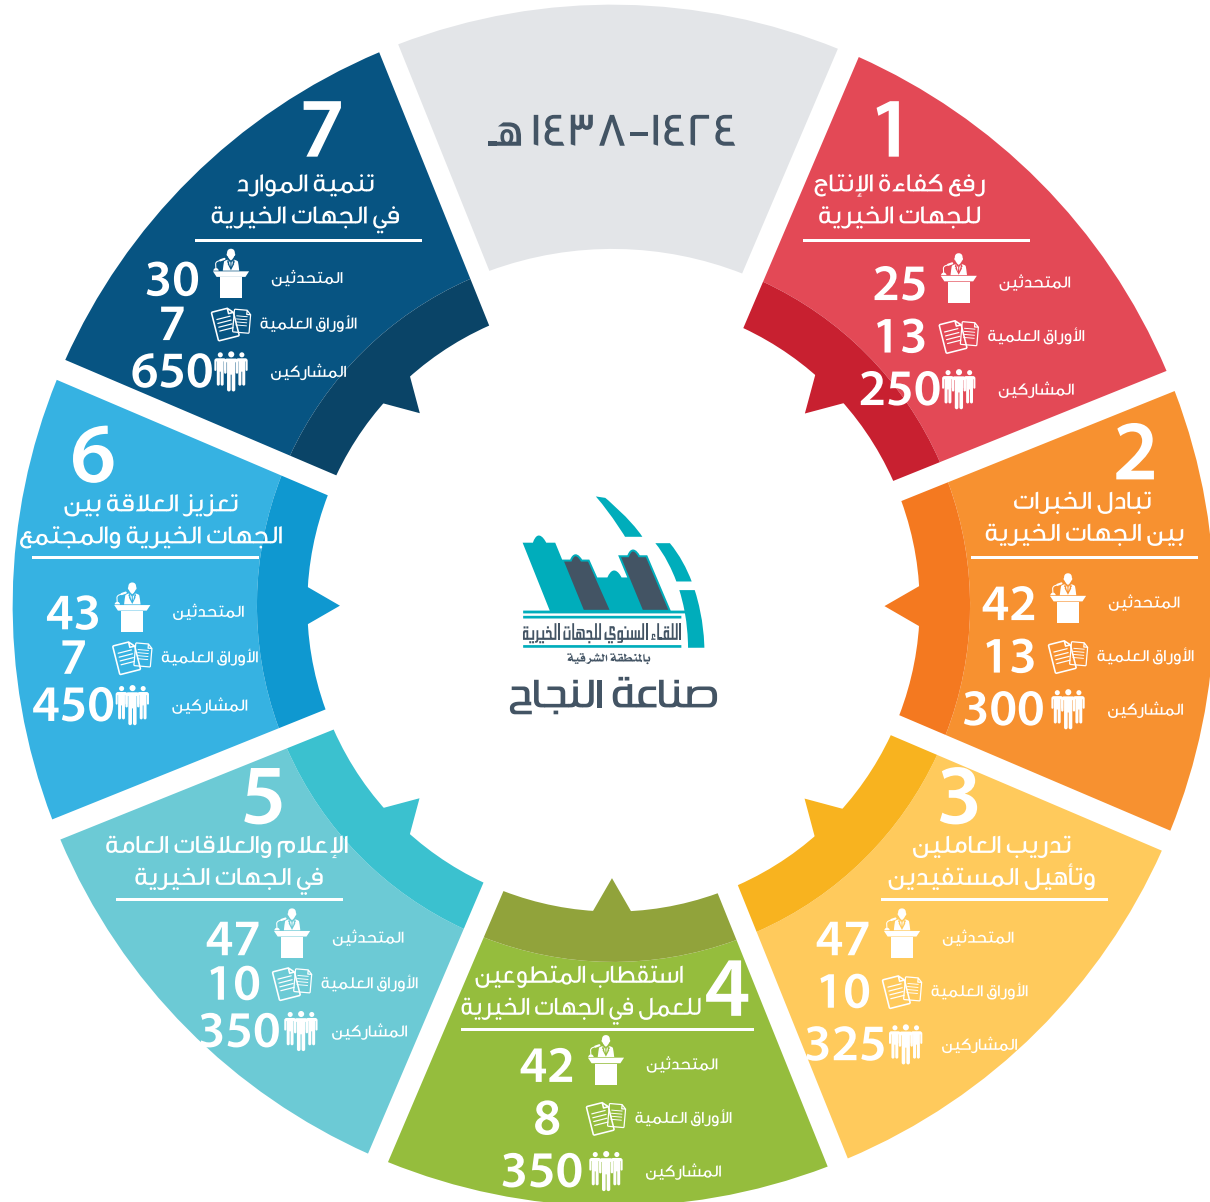 ١٤٢٤-١٤٣٨هـ
1
رفع كفاءة الإنتاج
للجهات الخيرية
المتحدثين 25
الأوراق العلمية 13
المشاركين 250
2
تبادل الخبرات
بين الجهات الخيرية
المتحدثين 42
الأوراق العلمية 13
المشاركين 300
3
تدريب العاملين
وتأهيل المستفيدين
المتحدثين 47
الأوراق العلمية 10
المشاركين 325
4
استقطاب المتطوعين
للعمل في الجهات الخيرية
المتحدثين 42
الأوراق العلمية 8
المشاركين 350
5
الإعلام والعلاقات العامة
في الجهات الخيرية
المتحدثين 47
الأوراق العلمية 10
المشاركين 350
6
تعزيز العلاقة بين
الجهات الخيرية والمجتمع
المتحدثين 43
الأوراق العلمية 7
المشاركين 450
7
تنمية الموارد
في الجهات الخيرية
المتحدثين 30
الأوراق العلمية 7
المشاركين 650
اللقاء السنوي للجهات الخيرية
بالمنطقة الشرقية
صناعة النجاح